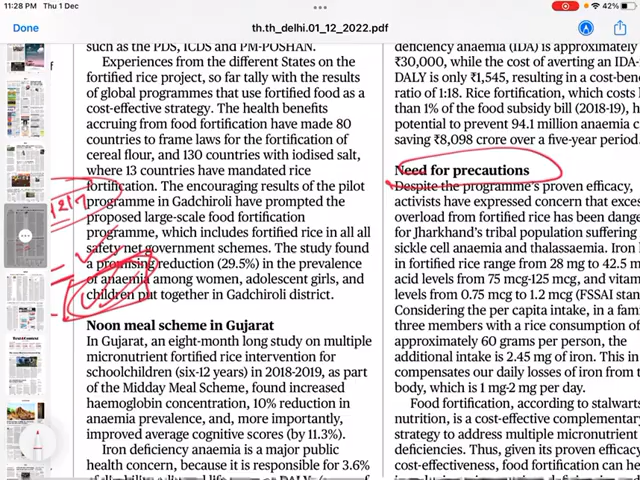 11:28 PM Thu 1 Dec
42%
Done
th.th_delhi.01_12_2022.pdf
such as the PDS, ICDS and PM-POSHAN.
Experiences from the different States on the
fortified rice project, so far tally with the results
of global programmes that use fortified food as a
cost-effective strategy. The health benefits
accruing from food fortification have made 80
countries to frame laws for the fortification of
cereal flour, and 130 countries with iodised salt,
where 13 countries have mandated rice
fortification. The encouraging results of the pilot
programme in Gadchiroli have prompted the
proposed large-scale food fortification
programme, which includes fortified rice in all
safety net government schemes. The study found
a promising reduction (29.5%) in the prevalence
of anaemia among women, adolescent girls, and
children put together in Gadchiroli district.
Noon meal scheme in Gujarat
In Gujarat, an eight-month long study on multiple
micronutrient fortified rice intervention for
schoolchildren (six-12 years) in 2018-2019, as part
of the Midday Meal Scheme, found increased
haemoglobin concentration, 10% reduction in
anaemia prevalence, and, more importantly,
improved average cognitive scores (by 11.3%).
Iron deficiency anaemia is a major public
health concern, because it is responsible for 3.6%
deficiency anaemia (IDA) is approximately
₹30,000, while the cost of averting an IDA-
DALY is only ₹1,545, resulting in a cost-bene
ratio of 1:18. Rice fortification, which costs l
than 1% of the food subsidy bill (2018-19), h
potential to prevent 94.1 million anaemia c
saving ₹8,098 crore over a five-year period.
Need for precautions
Despite the programme's proven efficacy,
activists have expressed concern that exces
overload from fortified rice has been dange
for Jharkhand's tribal population suffering
sickle cell anaemia and thalassaemia. Iron l
in fortified rice range from 28 mg to 42.5 m
acid levels from 75 mcg-125 mcg, and vitam
levels from 0.75 mcg to 1.2 mcg (FSSAI stan
Considering the per capita intake, in a fami
three members with a rice consumption of
approximately 60 grams per person, the
additional intake is 2.45 mg of iron. This in
compensates our daily losses of iron from t
body, which is 1 mg-2 mg per day.
Food fortification, according to stalwarts
nutrition, is a cost-effective complementary
strategy to address multiple micronutrient
deficiencies. Thus, given its proven efficacy
cost-effectiveness, food fortification can he